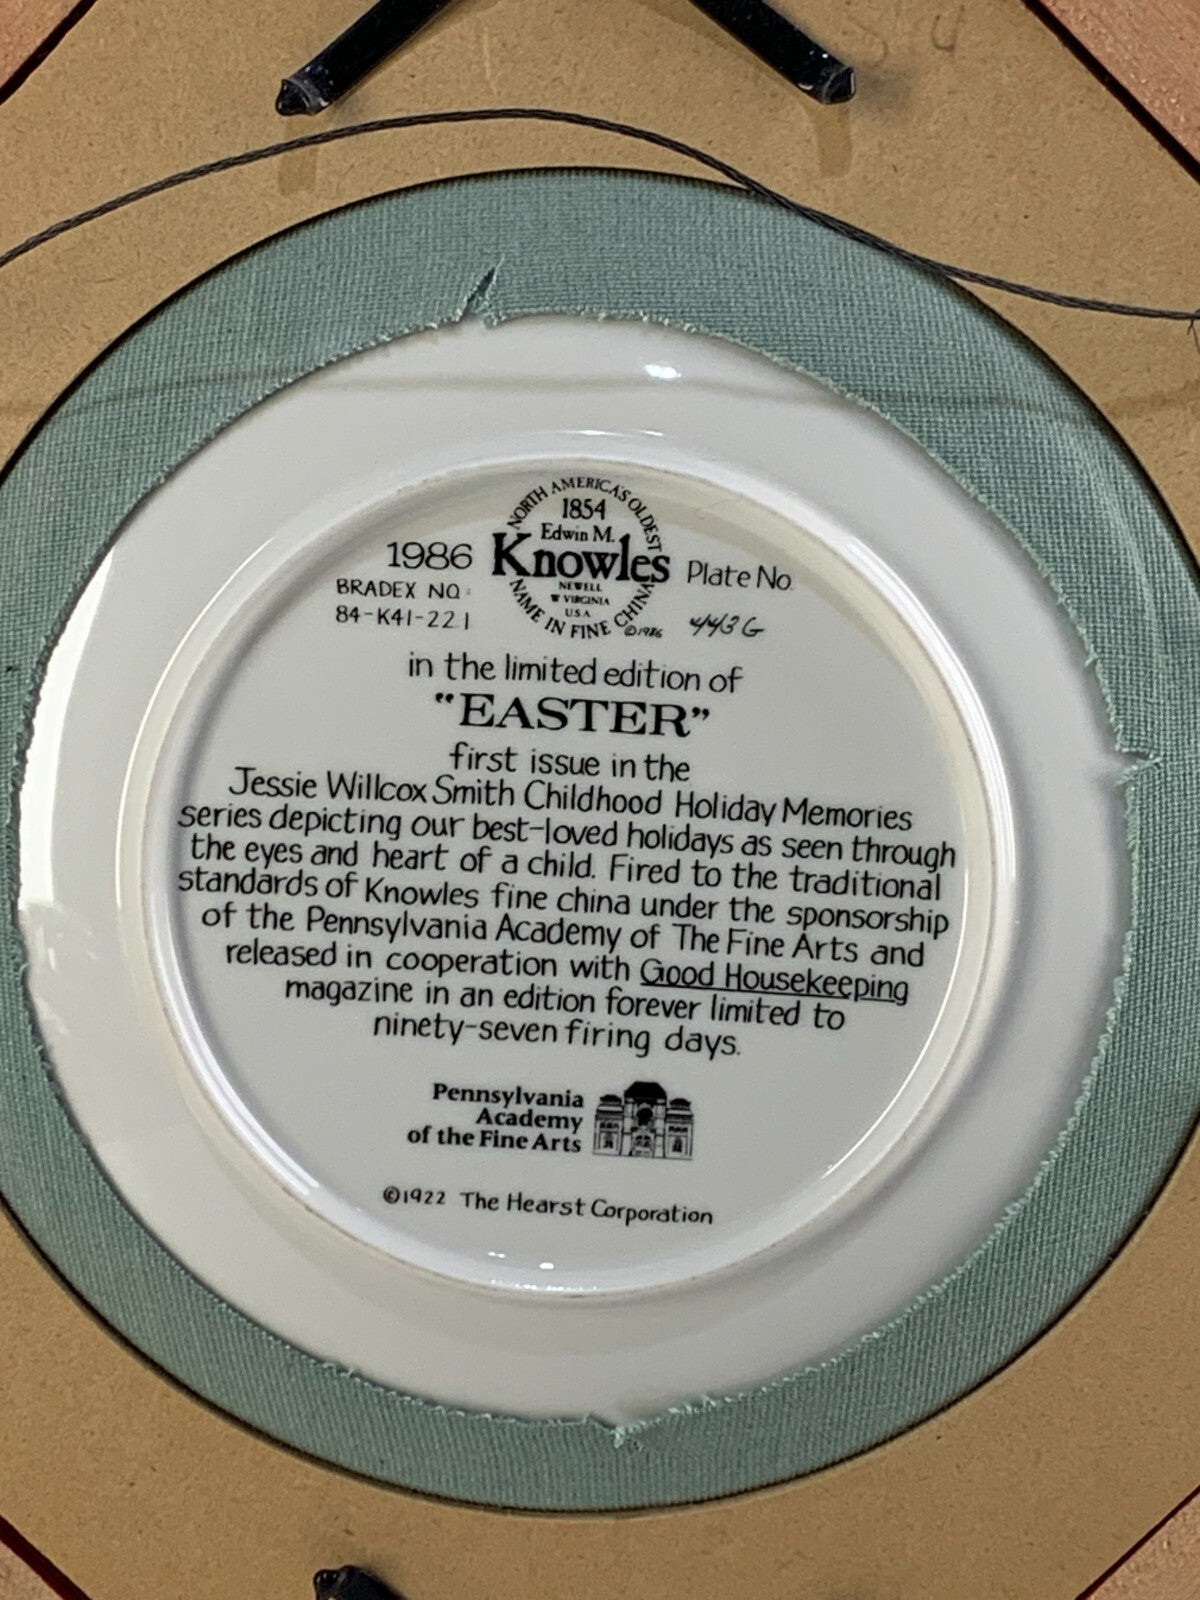 NORTH AMERICA'S OLDEST
1854
Edwin M.
Knowles
NEWELL
W VIRGINIA
U.S.A
NAME IN FINE CHINA
©1986
1986
BRADEX NO.
84-K41-221
Plate No.
443G
in the limited edition of
"EASTER"
first issue in the
Jessie Willcox Smith Childhood Holiday Memories
series depicting our best-loved holidays as seen through
the eyes and heart of a child. Fired to the traditional
standards of Knowles fine china under the sponsorship
of the Pennsylvania Academy of The Fine Arts and
released in cooperation with Good Housekeeping
magazine in an edition forever limited to
ninety-seven firing days.
Pennsylvania
Academy
of the Fine Arts
©1922 The Hearst Corporation